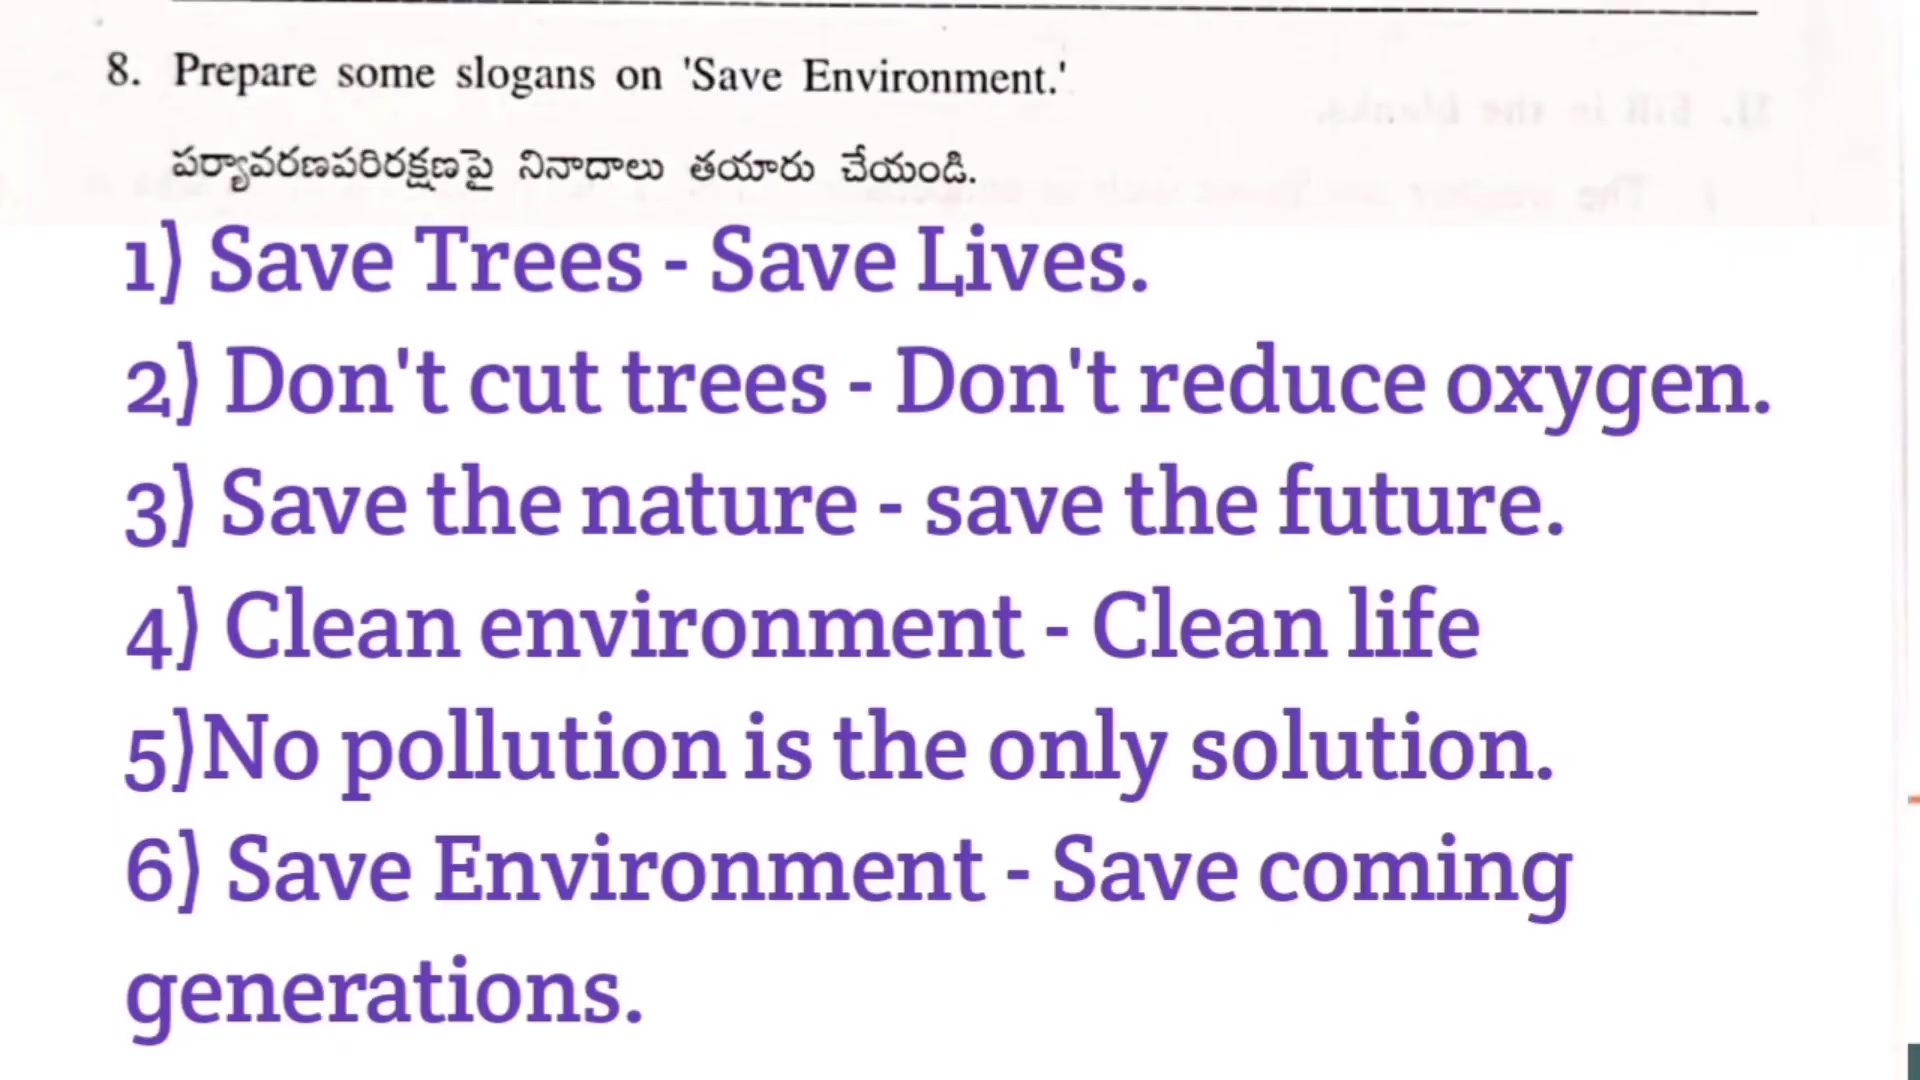 8. Prepare some slogans on 'Save Environment.'
పర్యావరణపరిరక్షణపై నినాదాలు తయారు చేయండి.
1) Save Trees - Save Lives.
2) Don't cut trees - Don't reduce oxygen.
3) Save the nature - save the future.
4) Clean environment - Clean life
5)No pollution is the only solution.
6) Save Environment - Save coming
generations.